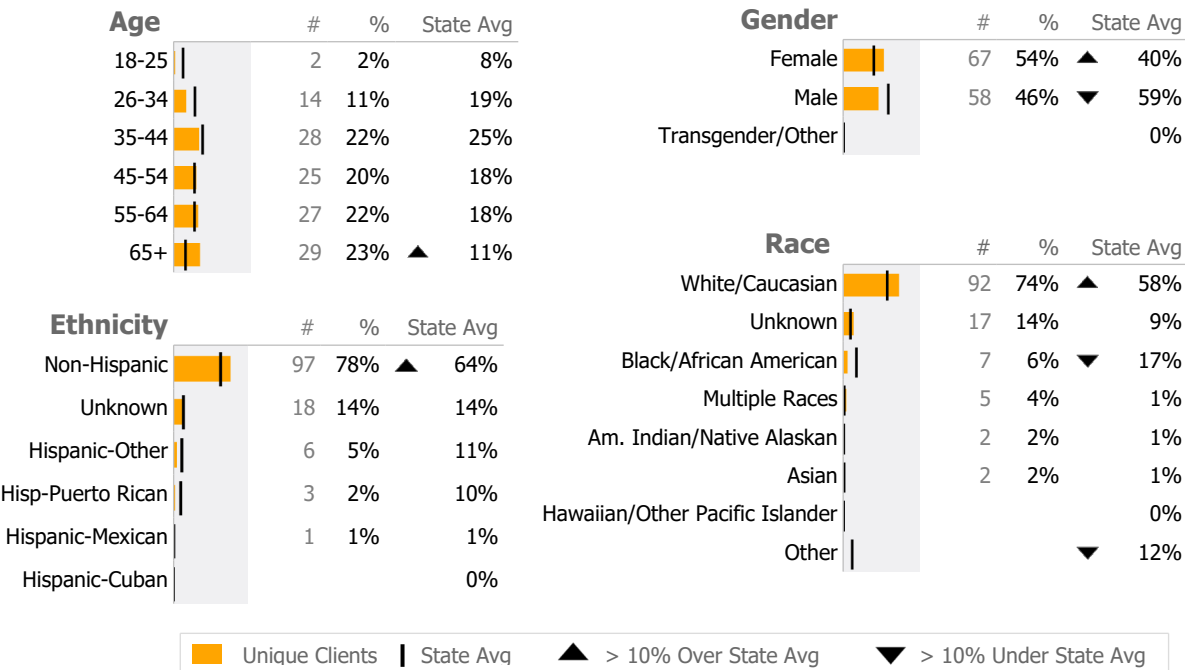 Age # % State Avg
18-25 2 2% 8%
26-34 14 11% 19%
35-44 28 22% 25%
45-54 25 20% 18%
55-64 27 22% 18%
65+ 29 23% ▲ 11%
Ethnicity # % State Avg
Non-Hispanic 97 78% ▲ 64%
Unknown 18 14% 14%
Hispanic-Other 6 5% 11%
Hisp-Puerto Rican 3 2% 10%
Hispanic-Mexican 1 1% 1%
Hispanic-Cuban 0%
Gender # % State Avg
Female 67 54% ▲ 40%
Male 58 46% ▼ 59%
Transgender/Other 0%
Race # % State Avg
White/Caucasian 92 74% ▲ 58%
Unknown 17 14% 9%
Black/African American 7 6% ▼ 17%
Multiple Races 5 4% 1%
Am. Indian/Native Alaskan 2 2% 1%
Asian 2 2% 1%
Hawaiian/Other Pacific Islander 0%
Other ▼ 12%
Unique Clients | State Avg ▲ > 10% Over State Avg ▼ > 10% Under State Avg